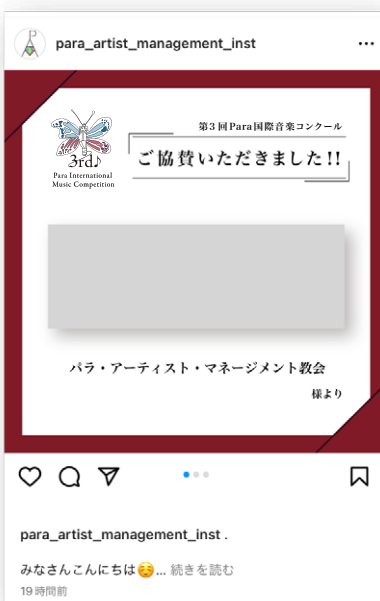 para_artist_management_inst
第3回Para国際音楽コンクール
ご協賛いただきました!!
3rd♪
Para International
Music Competition
パラ・アーティスト・マネージメント教会
様より
para_artist_management_inst .
みなさんこんにちは☺️... 続きを読む
19時間前